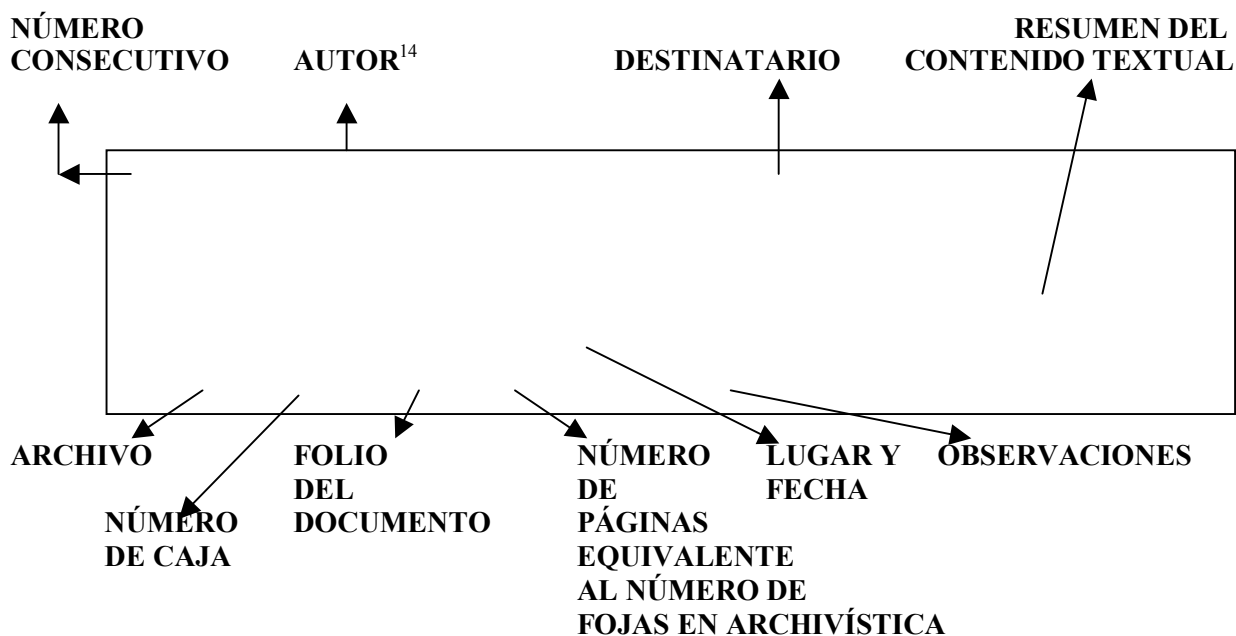 NÚMERO
CONSECUTIVO
AUTOR14
DESTINATARIO
RESUMEN DEL
CONTENIDO TEXTUAL
ARCHIVO
NÚMERO
DE CAJA
FOLIO
DEL
DOCUMENTO
NÚMERO
DE
PÁGINAS
EQUIVALENTE
AL NÚMERO DE
FOJAS EN ARCHIVÍSTICA
LUGAR Y
FECHA
OBSERVACIONES